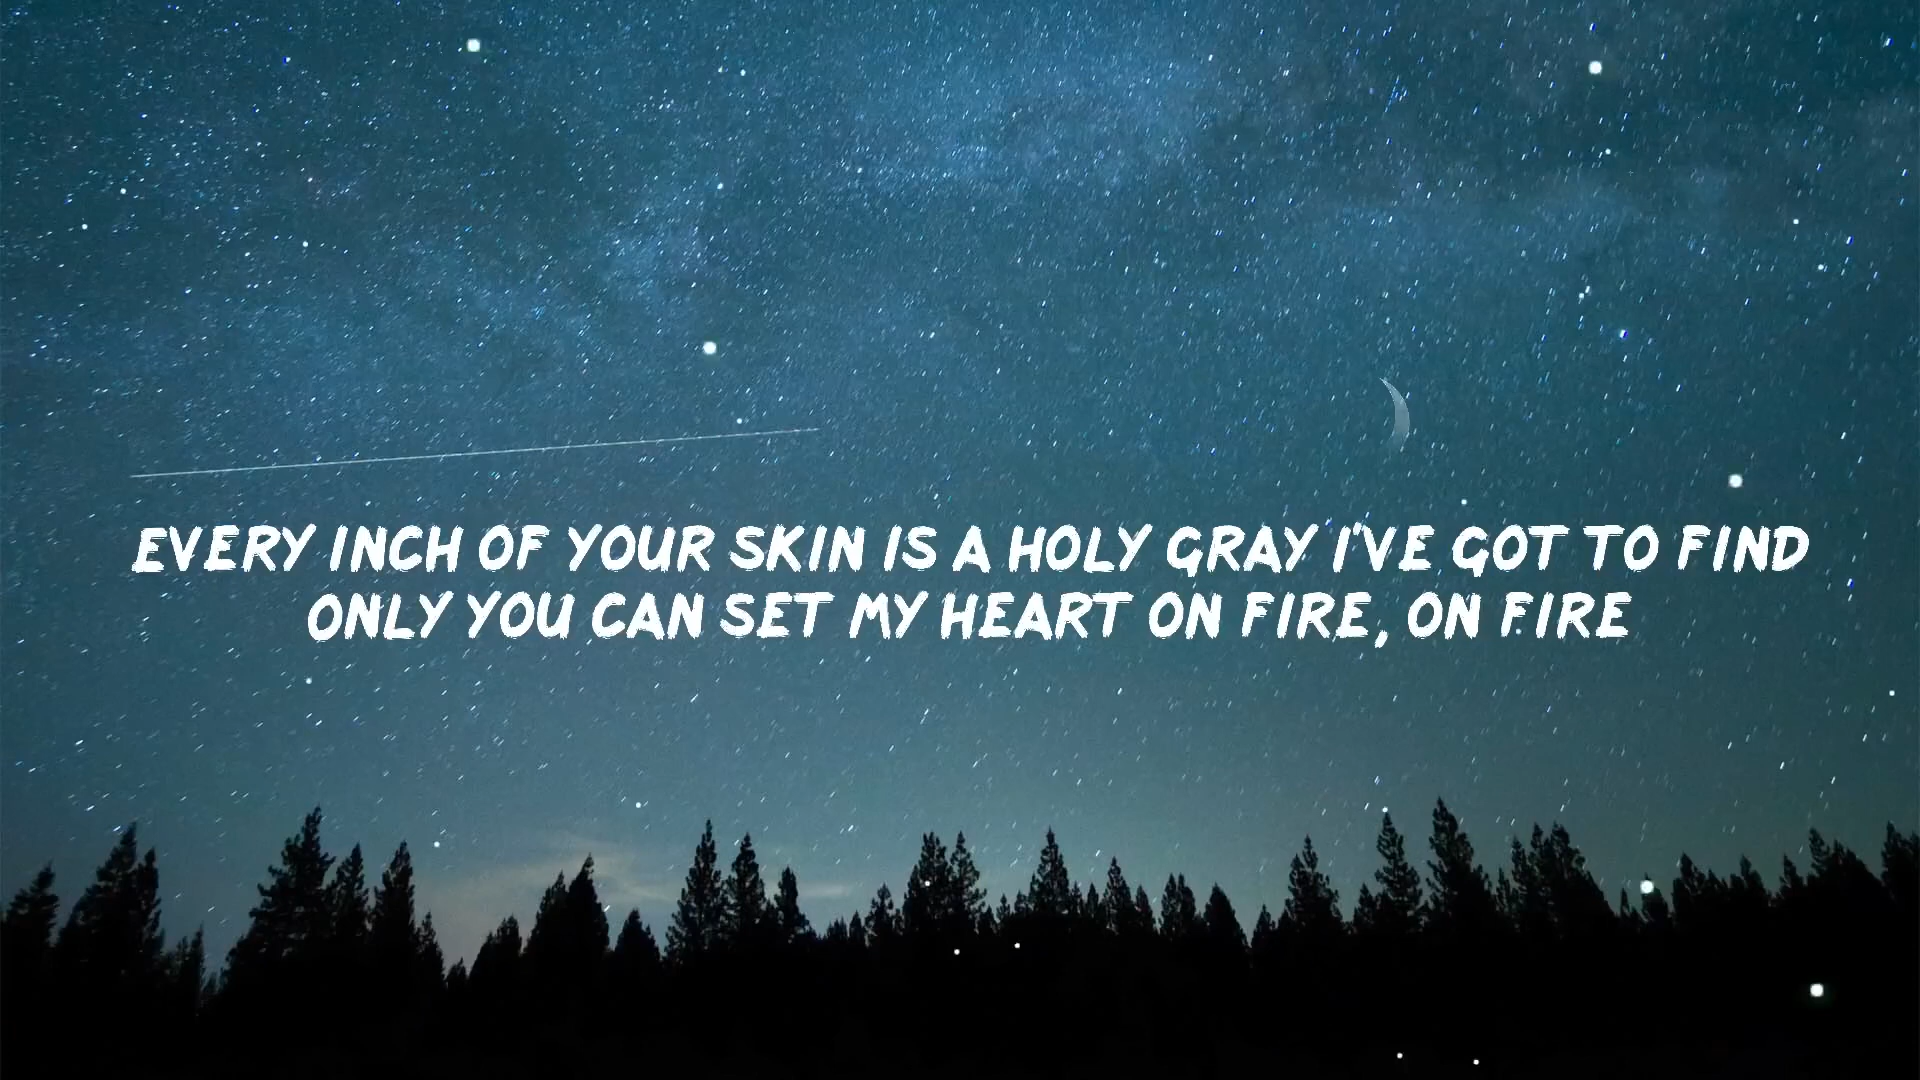 EVERY INCH OF YOUR SKIN IS A HOLY GRAY I'VE GOT TO FIND
ONLY YOU CAN SET MY HEART ON FIRE, ON FIRE